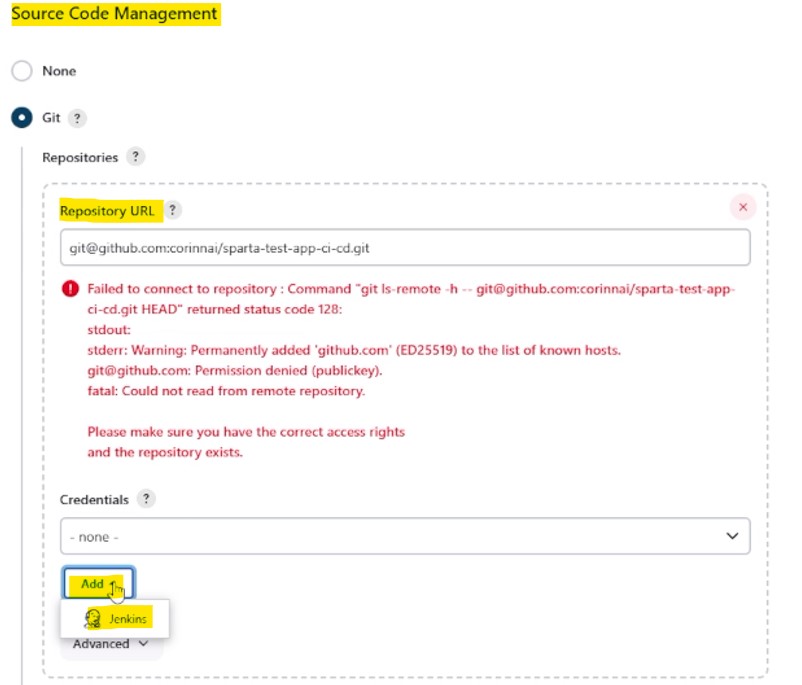 Source Code Management
None
Git ?
Repositories ?
Repository URL ?
git@github.com:corinnai/sparta-test-app-ci-cd.git
Failed to connect to repository : Command "git ls-remote -h -- git@github.com:corinnai/sparta-test-app-
ci-cd.git HEAD" returned status code 128:
stdout:
stderr: Warning: Permanently added 'github.com' (ED25519) to the list of known hosts.
git@github.com: Permission denied (publickey).
fatal: Could not read from remote repository.
Please make sure you have the correct access rights
and the repository exists.
Credentials ?
- none -
Add
Jenkins
Advanced